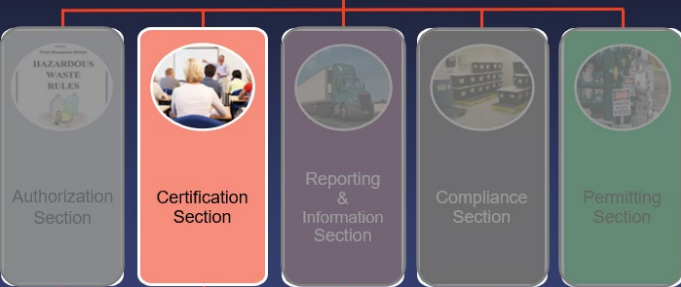 HAZARDOUS
WASTE
RULES
Authorization
Section
Certification
Section
Reporting
&
Information
Section
Compliance
Section
Permitting
Section